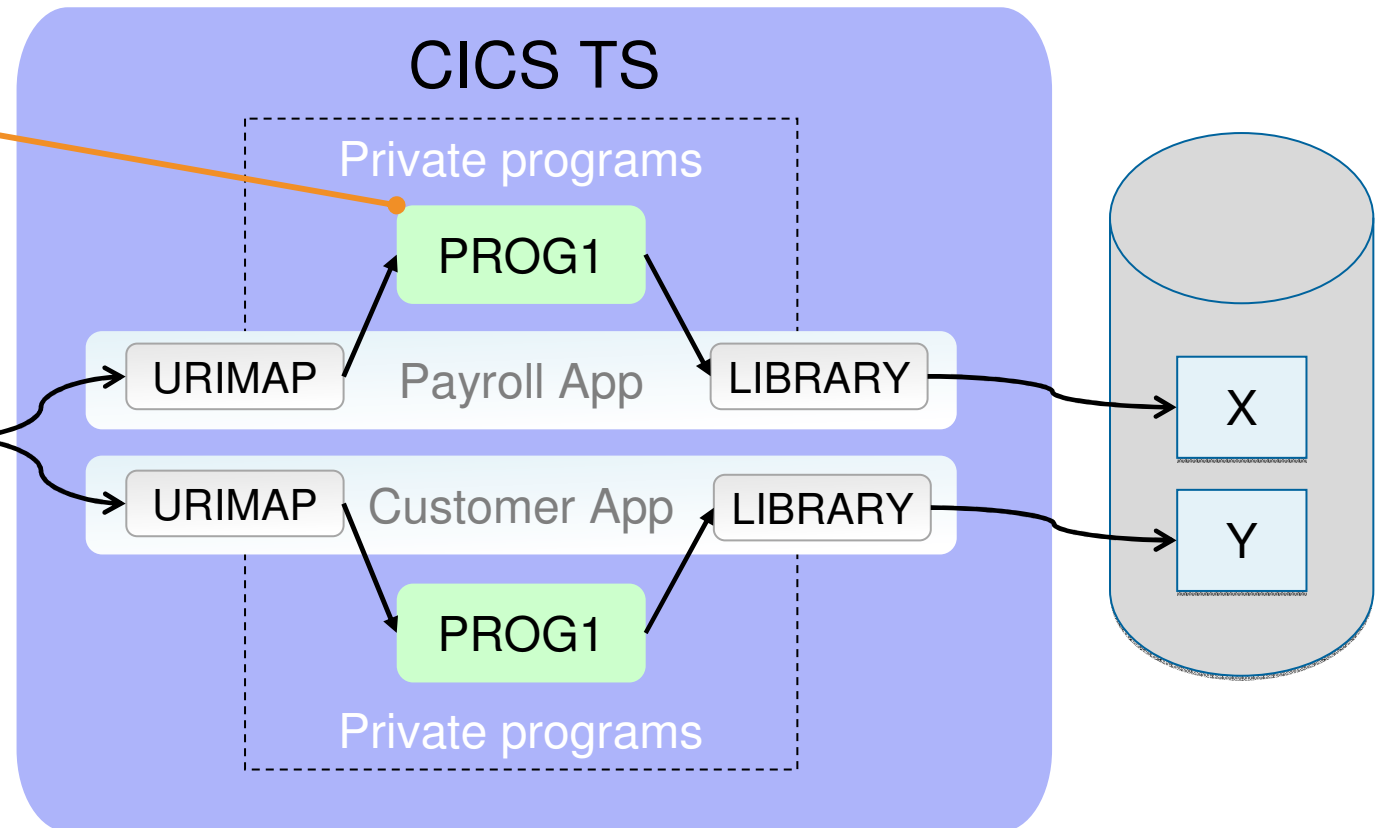 CICS TS
Private programs
PROG1
URIMAP
Payroll App
LIBRARY
X
URIMAP
Customer App
LIBRARY
Y
PROG1
Private programs